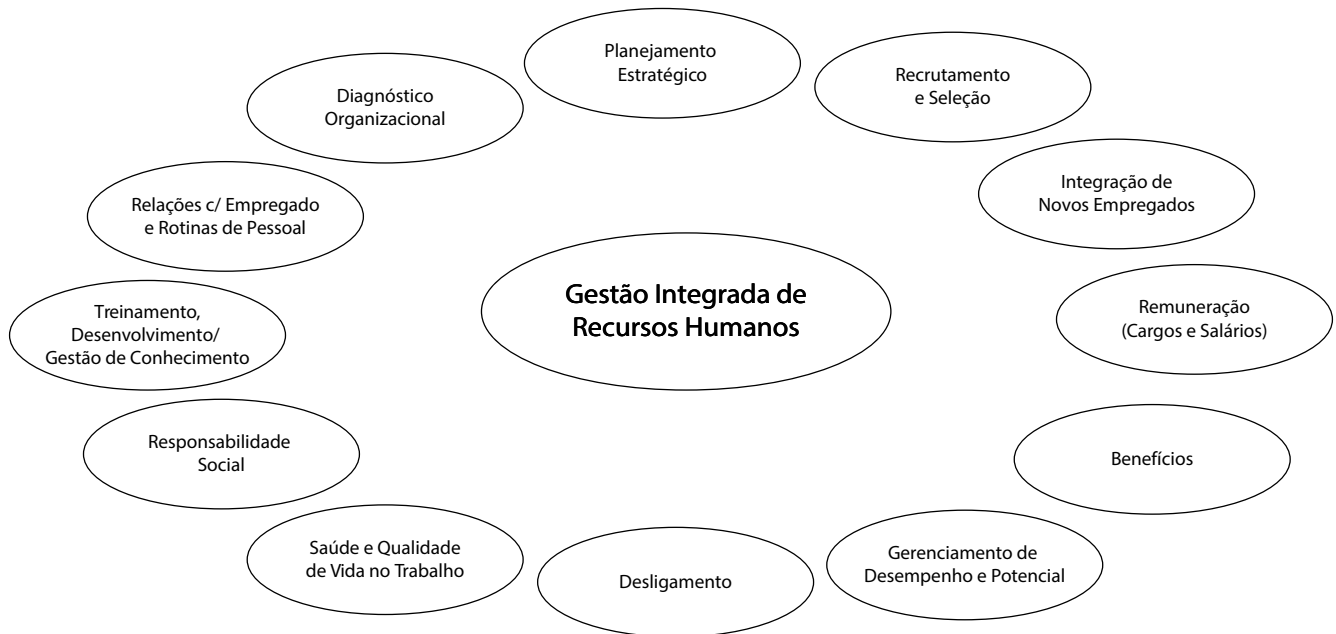 Planejamento
Estratégico
Recrutamento
e Seleção
Diagnóstico
Organizacional
Integração de
Novos Empregados
Relações c/ Empregado
e Rotinas de Pessoal
Gestão Integrada de
Recursos Humanos
Remuneração
(Cargos e Salários)
Treinamento,
Desenvolvimento/
Gestão de Conhecimento
Responsabilidade
Social
Benefícios
Saúde e Qualidade
de Vida no Trabalho
Desligamento
Gerenciamento de
Desempenho e Potencial